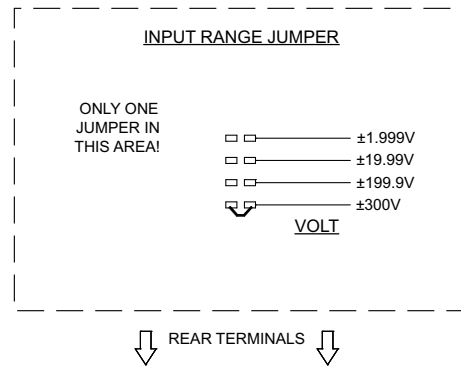 INPUT RANGE JUMPER
ONLY ONE
JUMPER IN
THIS AREA!
±1.999V
±19.99V
±199.9V
±300V
VOLT
REAR TERMINALS